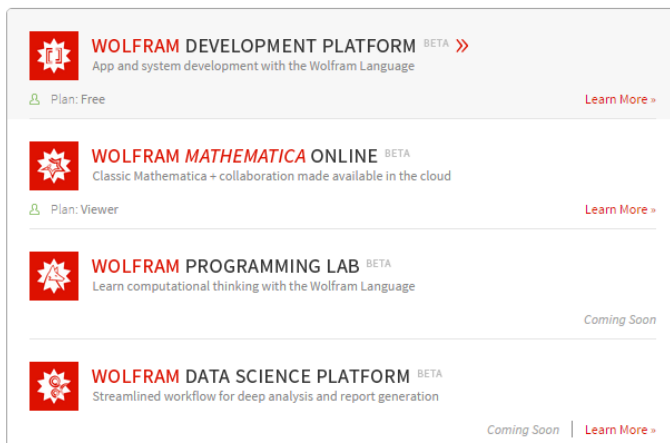 WOLFRAM DEVELOPMENT PLATFORM BETA »
App and system development with the Wolfram Language
Plan: Free Learn More »
WOLFRAM MATHEMATICA ONLINE BETA
Classic Mathematica + collaboration made available in the cloud
Plan: Viewer Learn More »
WOLFRAM PROGRAMMING LAB BETA
Learn computational thinking with the Wolfram Language
Coming Soon
WOLFRAM DATA SCIENCE PLATFORM BETA
Streamlined workflow for deep analysis and report generation
Coming Soon | Learn More »